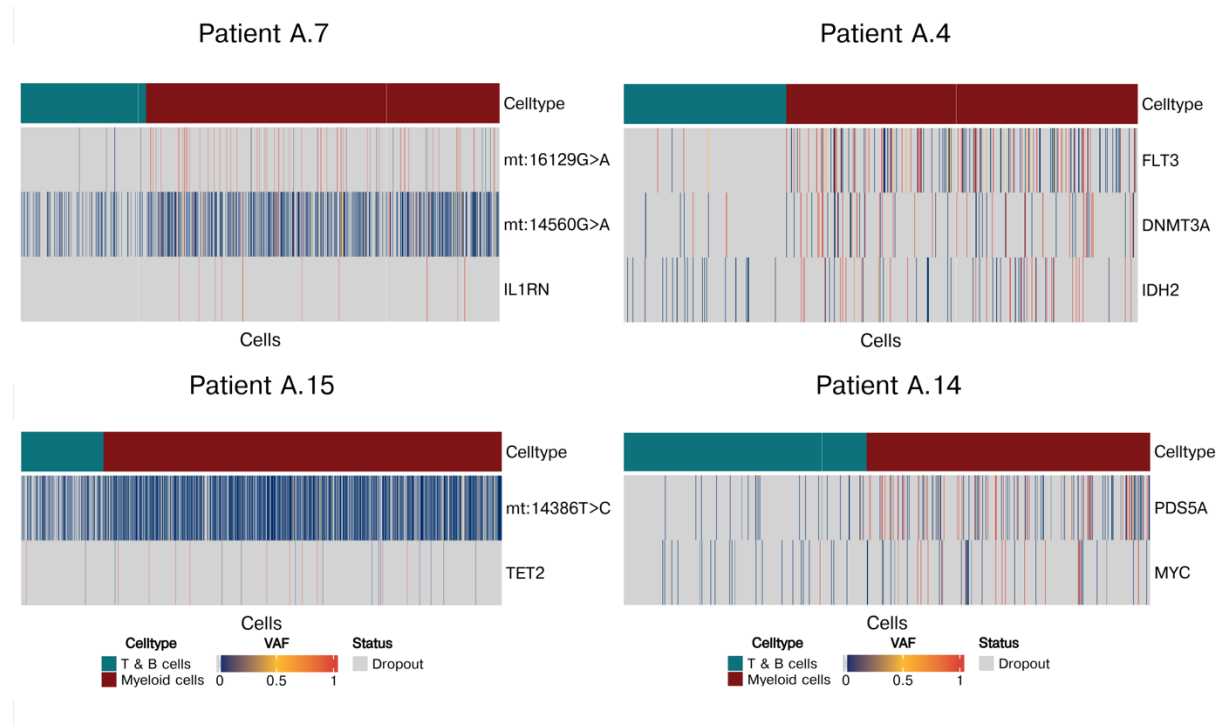 Patient A.7
Celltype
mt:16129G>A
mt:14560G>A
IL1RN
Cells
Patient A.4
Celltype
FLT3
DNMT3A
IDH2
Cells
Patient A.15
Celltype
mt:14386T>C
TET2
Cells
Celltype VAF Status
T & B cells
Myeloid cells
0 0.5 1
Dropout
Patient A.14
Celltype
PDS5A
MYC
Cells
Celltype VAF Status
T & B cells
Myeloid cells
0 0.5 1
Dropout